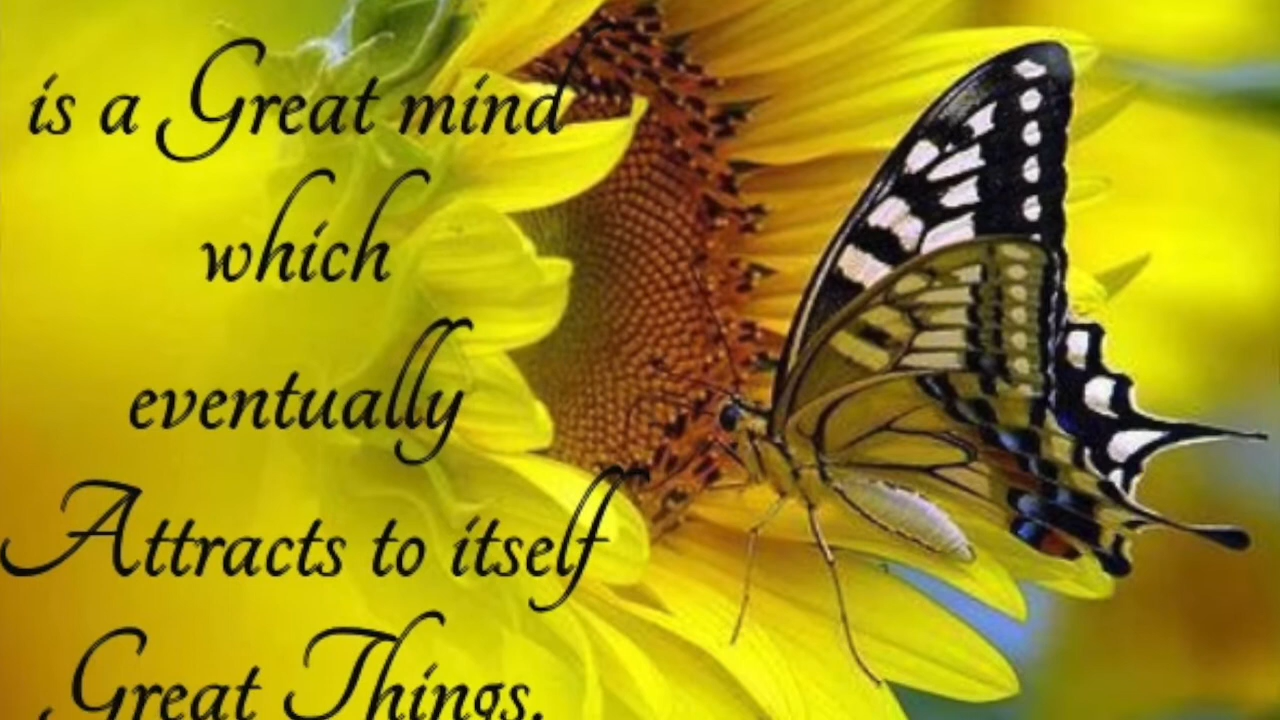 is a Great mind
which
eventually
Attracts to itself
Great Things.